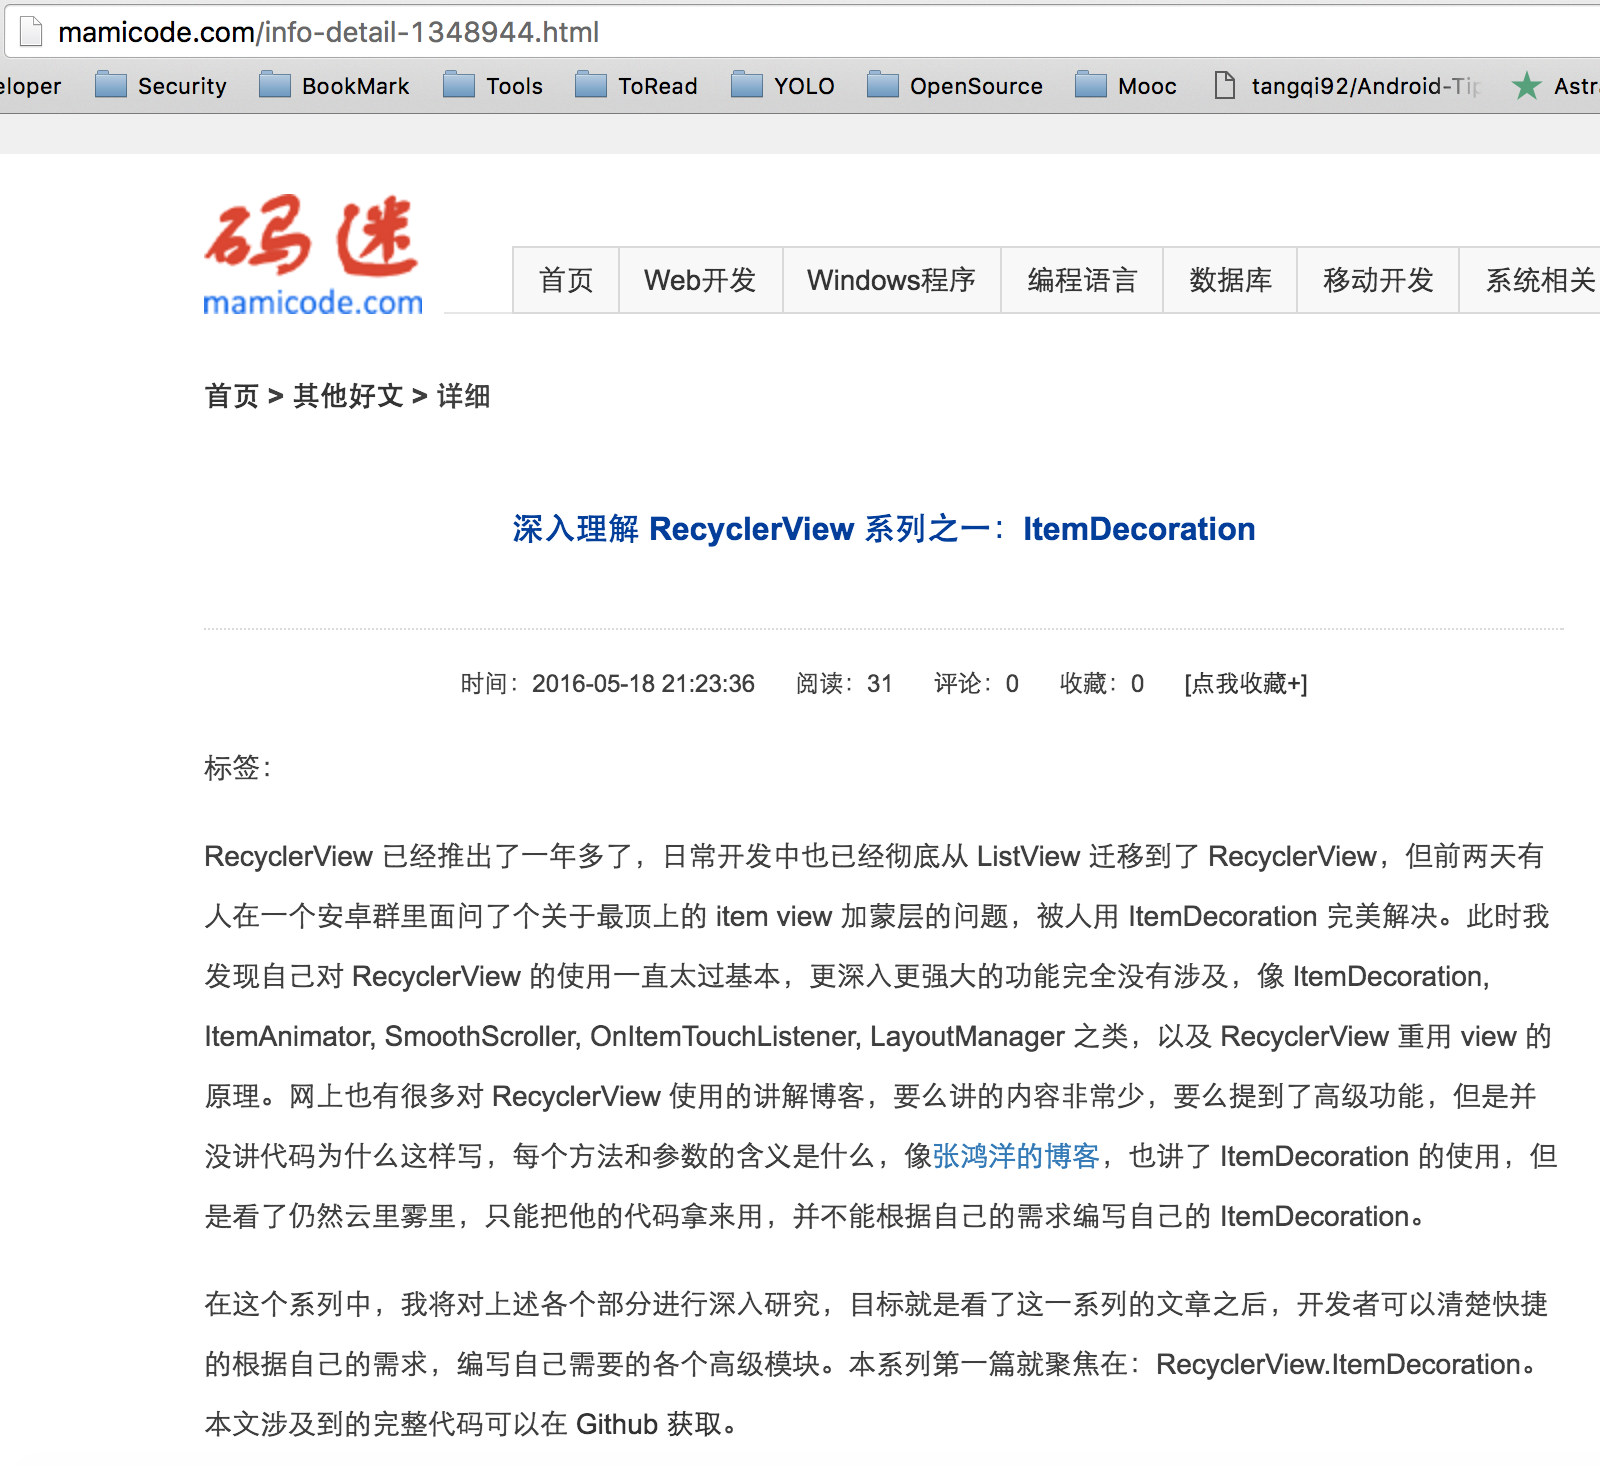 mamicode.com/info-detail-1348944.html
eloper Security BookMark Tools ToRead YOLO OpenSource Mooc tangqi92/Android-Tip Astr
码迷
mamicode.com
首页 Web开发 Windows程序 编程语言 数据库 移动开发 系统相关
首页 > 其他好文 > 详细
深入理解 RecyclerView 系列之一：ItemDecoration
时间：2016-05-18 21:23:36 阅读：31 评论：0 收藏：0 [点我收藏+]
标签：
RecyclerView 已经推出了一年多了，日常开发中也已经彻底从 ListView 迁移到了 RecyclerView，但前两天有
人在一个安卓群里面问了个关于最顶上的 item view 加蒙层的问题，被人用 ItemDecoration 完美解决。此时我
发现自己对 RecyclerView 的使用一直太过基本，更深入更强大的功能完全没有涉及，像 ItemDecoration,
ItemAnimator, SmoothScroller, OnItemTouchListener, LayoutManager 之类，以及 RecyclerView 重用 view 的
原理。网上也有很多对 RecyclerView 使用的讲解博客，要么讲的内容非常少，要么提到了高级功能，但是并
没讲代码为什么这样写，每个方法和参数的含义是什么，像张鸿洋的博客，也讲了 ItemDecoration 的使用，但
是看了仍然云里雾里，只能把他的代码拿来用，并不能根据自己的需求编写自己的 ItemDecoration。
在这个系列中，我将对上述各个部分进行深入研究，目标就是看了这一系列的文章之后，开发者可以清楚快捷
的根据自己的需求，编写自己需要的各个高级模块。本系列第一篇就聚焦在：RecyclerView.ItemDecoration。
本文涉及到的完整代码可以在 Github 获取。